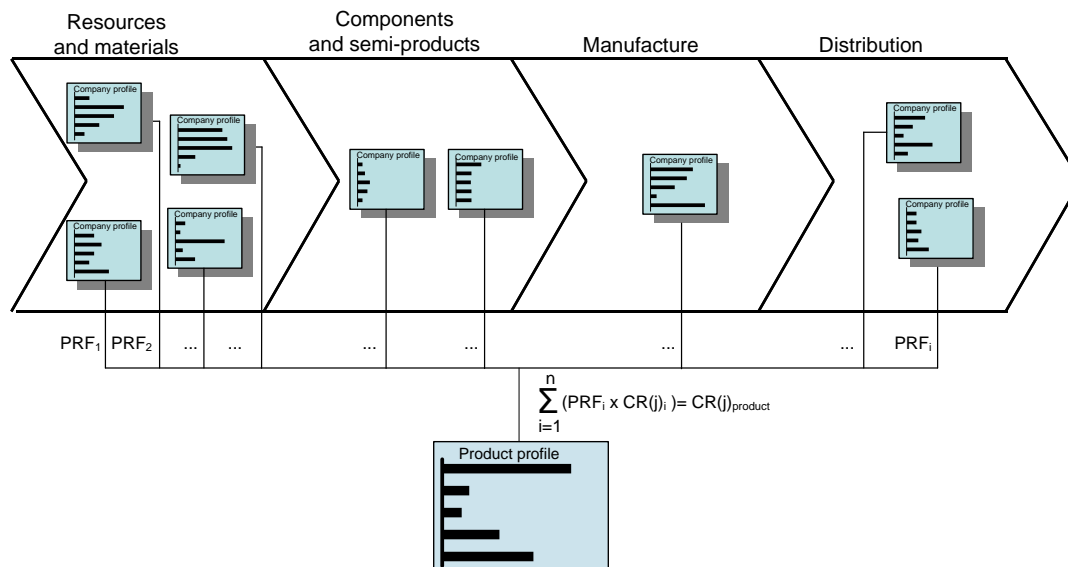 Resources
and materials
Components
and semi-products
Manufacture
Distribution
Company profile
Company profile
Company profile
Company profile
Company profile
Company profile
Company profile
Company profile
Company profile
PRF₁ PRF₂ ... ... ... ... ... ... PRFᵢ
n
∑ (PRFᵢ x CR(j)ᵢ )= CR(j)product
i=1
Product profile